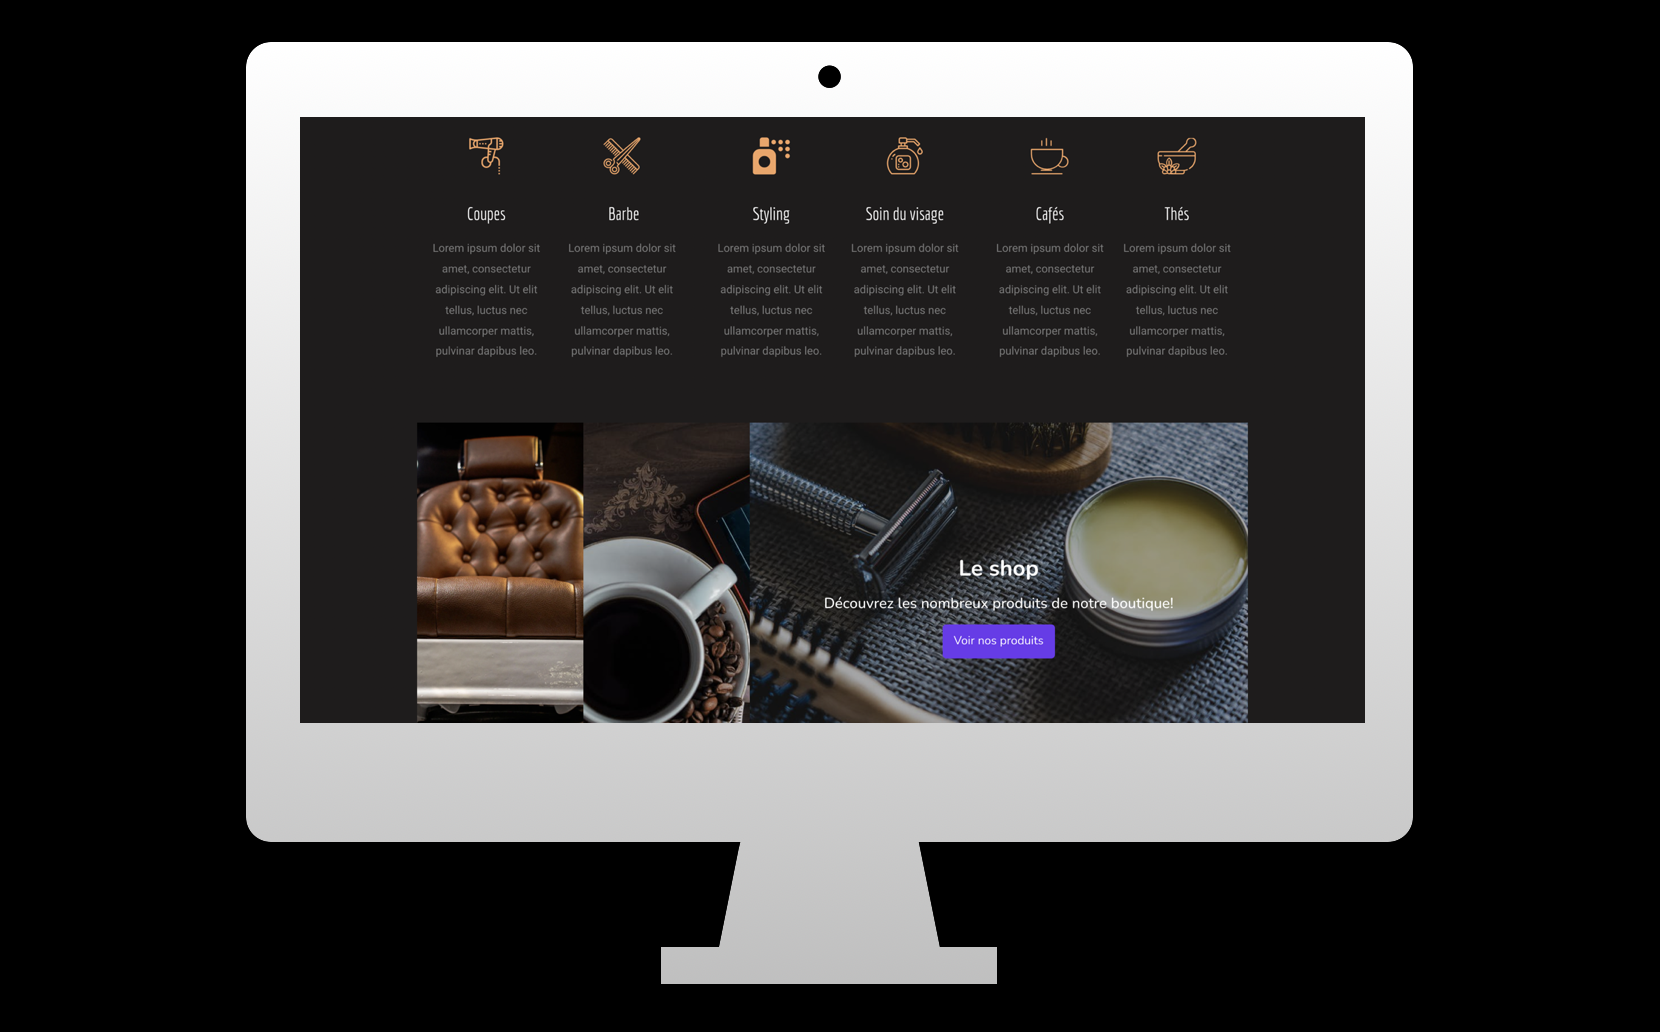 Coupes
Lorem ipsum dolor sit
amet, consectetur
adipiscing elit. Ut elit
tellus, luctus nec
ullamcorper mattis,
pulvinar dapibus leo.
Barbe
Lorem ipsum dolor sit
amet, consectetur
adipiscing elit. Ut elit
tellus, luctus nec
ullamcorper mattis,
pulvinar dapibus leo.
Styling
Lorem ipsum dolor sit
amet, consectetur
adipiscing elit. Ut elit
tellus, luctus nec
ullamcorper mattis,
pulvinar dapibus leo.
Soin du visage
Lorem ipsum dolor sit
amet, consectetur
adipiscing elit. Ut elit
tellus, luctus nec
ullamcorper mattis,
pulvinar dapibus leo.
Cafés
Lorem ipsum dolor sit
amet, consectetur
adipiscing elit. Ut elit
tellus, luctus nec
ullamcorper mattis,
pulvinar dapibus leo.
Thés
Lorem ipsum dolor sit
amet, consectetur
adipiscing elit. Ut elit
tellus, luctus nec
ullamcorper mattis,
pulvinar dapibus leo.
Le shop
Découvrez les nombreux produits de notre boutique!
Voir nos produits